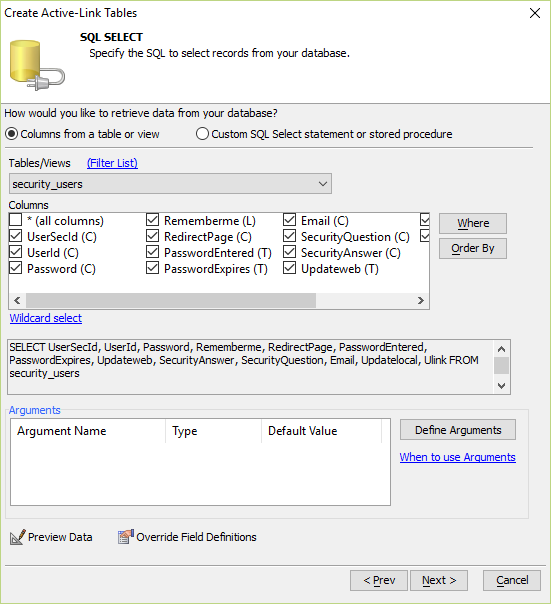 Create Active-Link Tables
SQL SELECT
Specify the SQL to select records from your database.
How would you like to retrieve data from your database?
Columns from a table or view
Custom SQL Select statement or stored procedure
Tables/Views (Filter List)
security_users
Columns
* (all columns) Rememberme (L) Email (C)
UserSecId (C) RedirectPage (C) SecurityQuestion (C)
UserId (C) PasswordEntered (T) SecurityAnswer (C)
Password (C) PasswordExpires (T) Updateweb (T)
Where
Order By
Wildcard select
SELECT UserSecId, UserId, Password, Rememberme, RedirectPage, PasswordEntered,
PasswordExpires, Updateweb, SecurityAnswer, SecurityQuestion, Email, Updatelocal, Ulink FROM
security_users
Arguments
Argument Name Type Default Value
Define Arguments
When to use Arguments
Preview Data Override Field Definitions
< Prev Next > Cancel